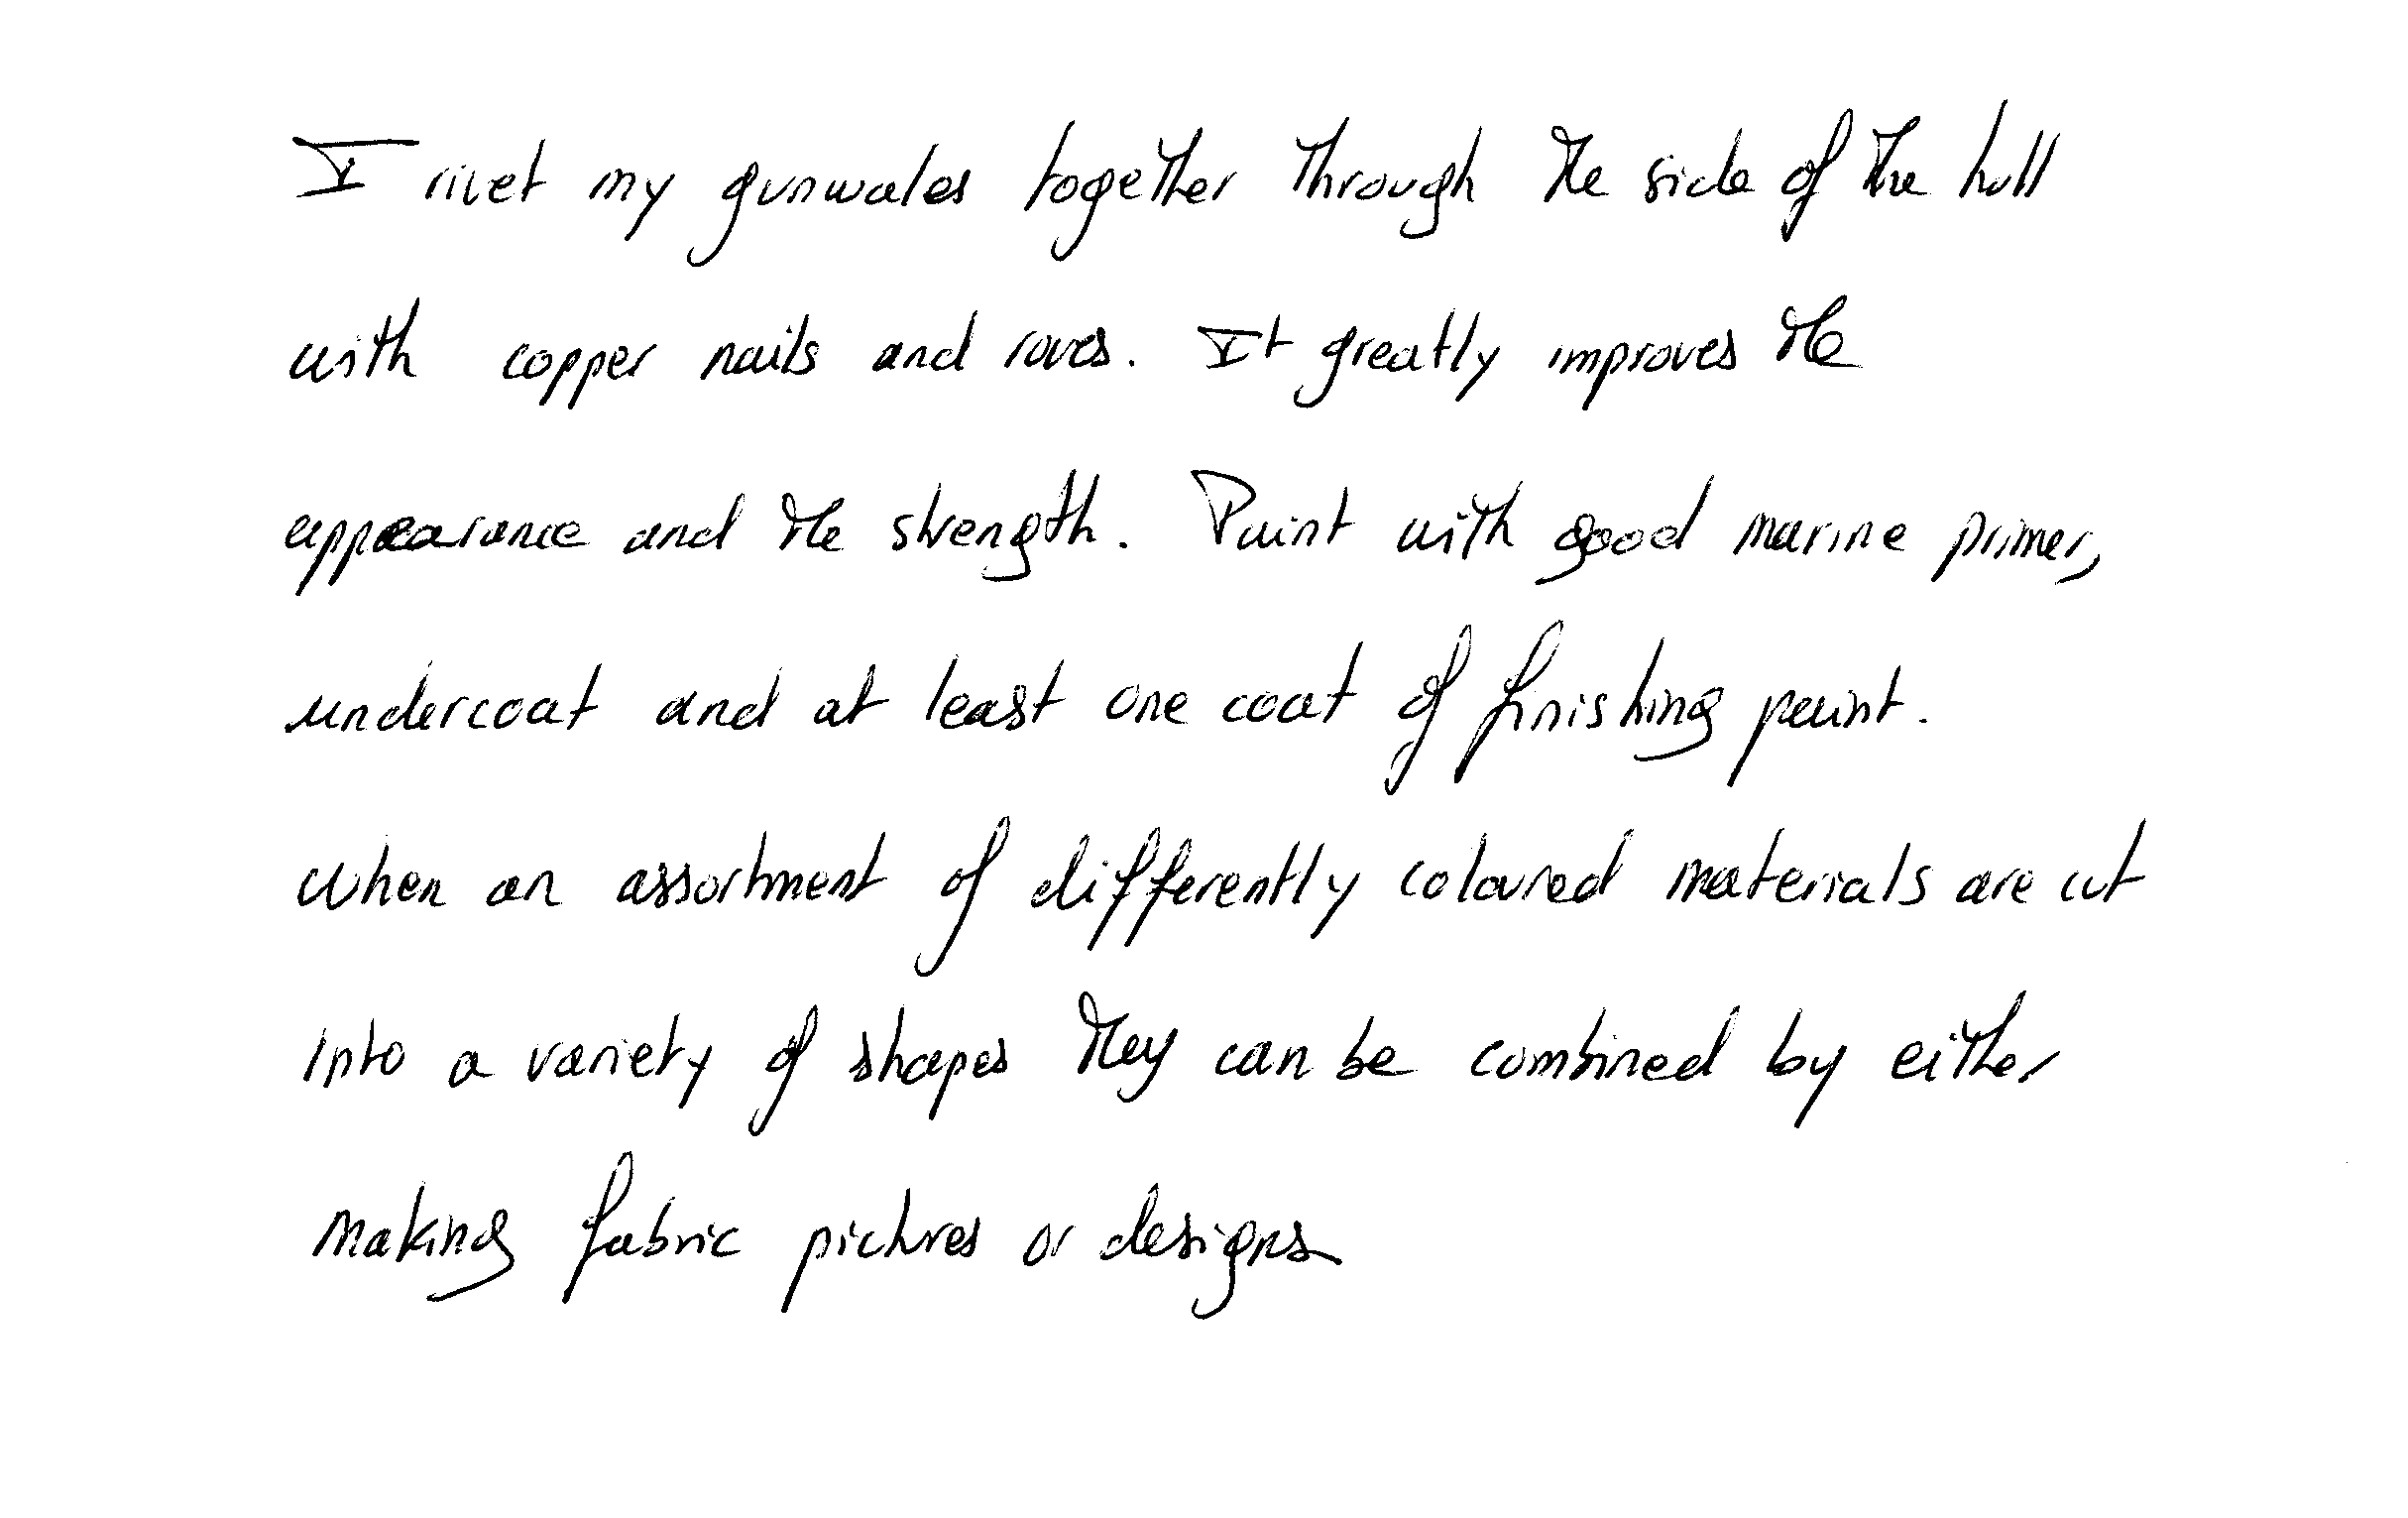 I rivet my gunwales together through the side of the hull
with copper nails and roves. It greatly improves the
appearance and the strength. Paint with good marine primer,
undercoat and at least one coat of finishing paint.
When an assortment of differently coloured materials are cut
into a variety of shapes they can be combined by either
making fabric pictures or designs